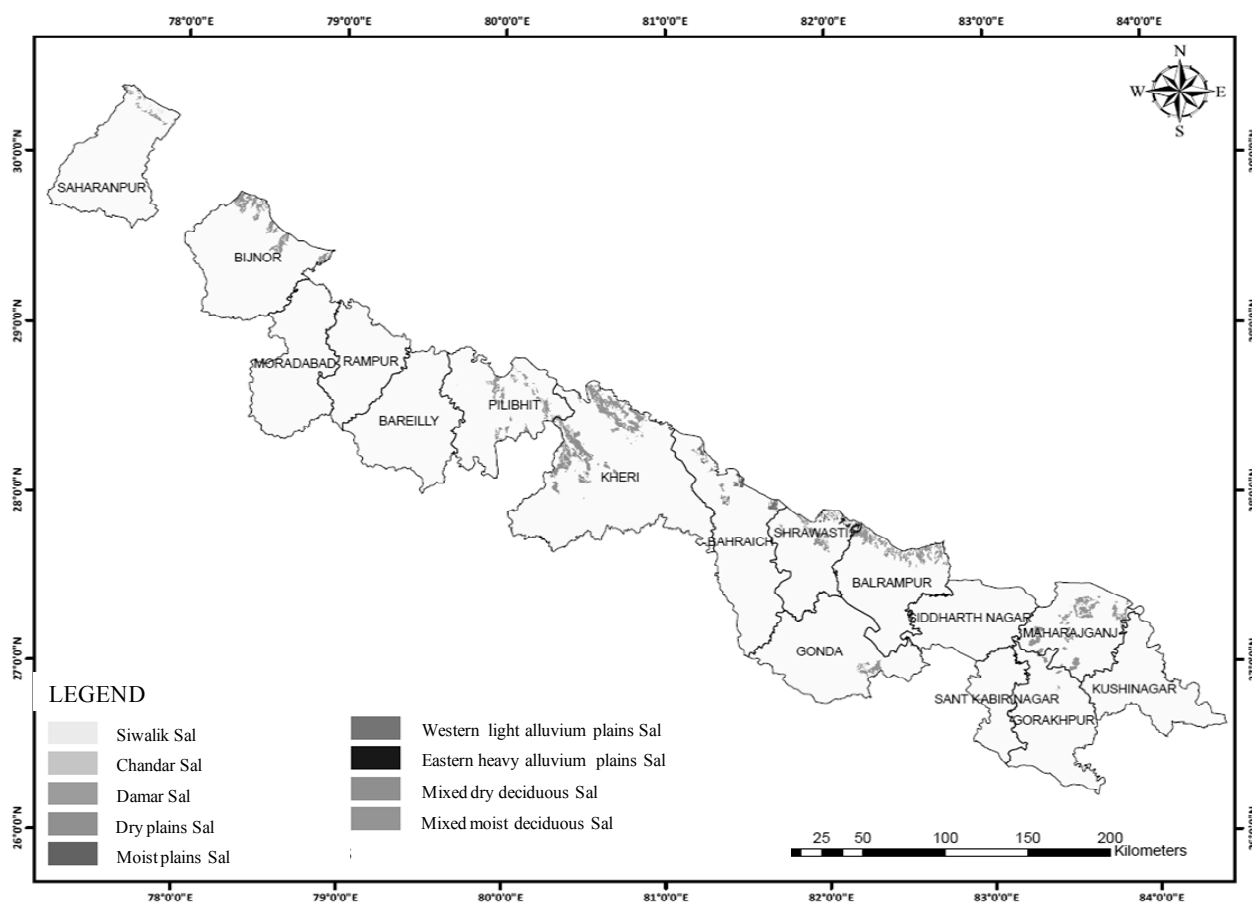 78°0'0"E 79°0'0"E 80°0'0"E 81°0'0"E 82°0'0"E 83°0'0"E 84°0'0"E
N
W E
S
30°0'0"N
SAHARANPUR
BIJNOR
29°0'0"N
MORADABAD RAMPUR
BAREILLY
PILIBHIT
KHERI
28°0'0"N
BAHRAICH
SHRAWASTI
BALRAMPUR
SIDDHARTH NAGAR
MAHARAJGANJ
27°0'0"N
GONDA
SANT KABIR NAGAR
KUSHINAGAR
GORAKHPUR
26°0'0"N
LEGEND
Siwalik Sal
Chandar Sal
Damar Sal
Dry plains Sal
Moist plains Sal
Western light alluvium plains Sal
Eastern heavy alluvium plains Sal
Mixed dry deciduous Sal
Mixed moist deciduous Sal
25 50 100 150 200
Kilometers
78°0'0"E 79°0'0"E 80°0'0"E 81°0'0"E 82°0'0"E 83°0'0"E 84°0'0"E